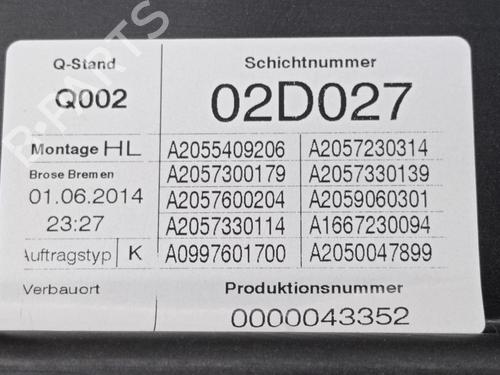 Q-Stand Schichtnummer
Q002 02D027
Montage HL A2055409206 A2057230314
Brose Bremen A2057300179 A2057330139
01.06.2014 A2057600204 A2059060301
23:27 A2057330114 A1667230094
Auftragstyp K A0997601700 A2050047899
Verbauort Produktionsnummer
0000043352
B-PARTS